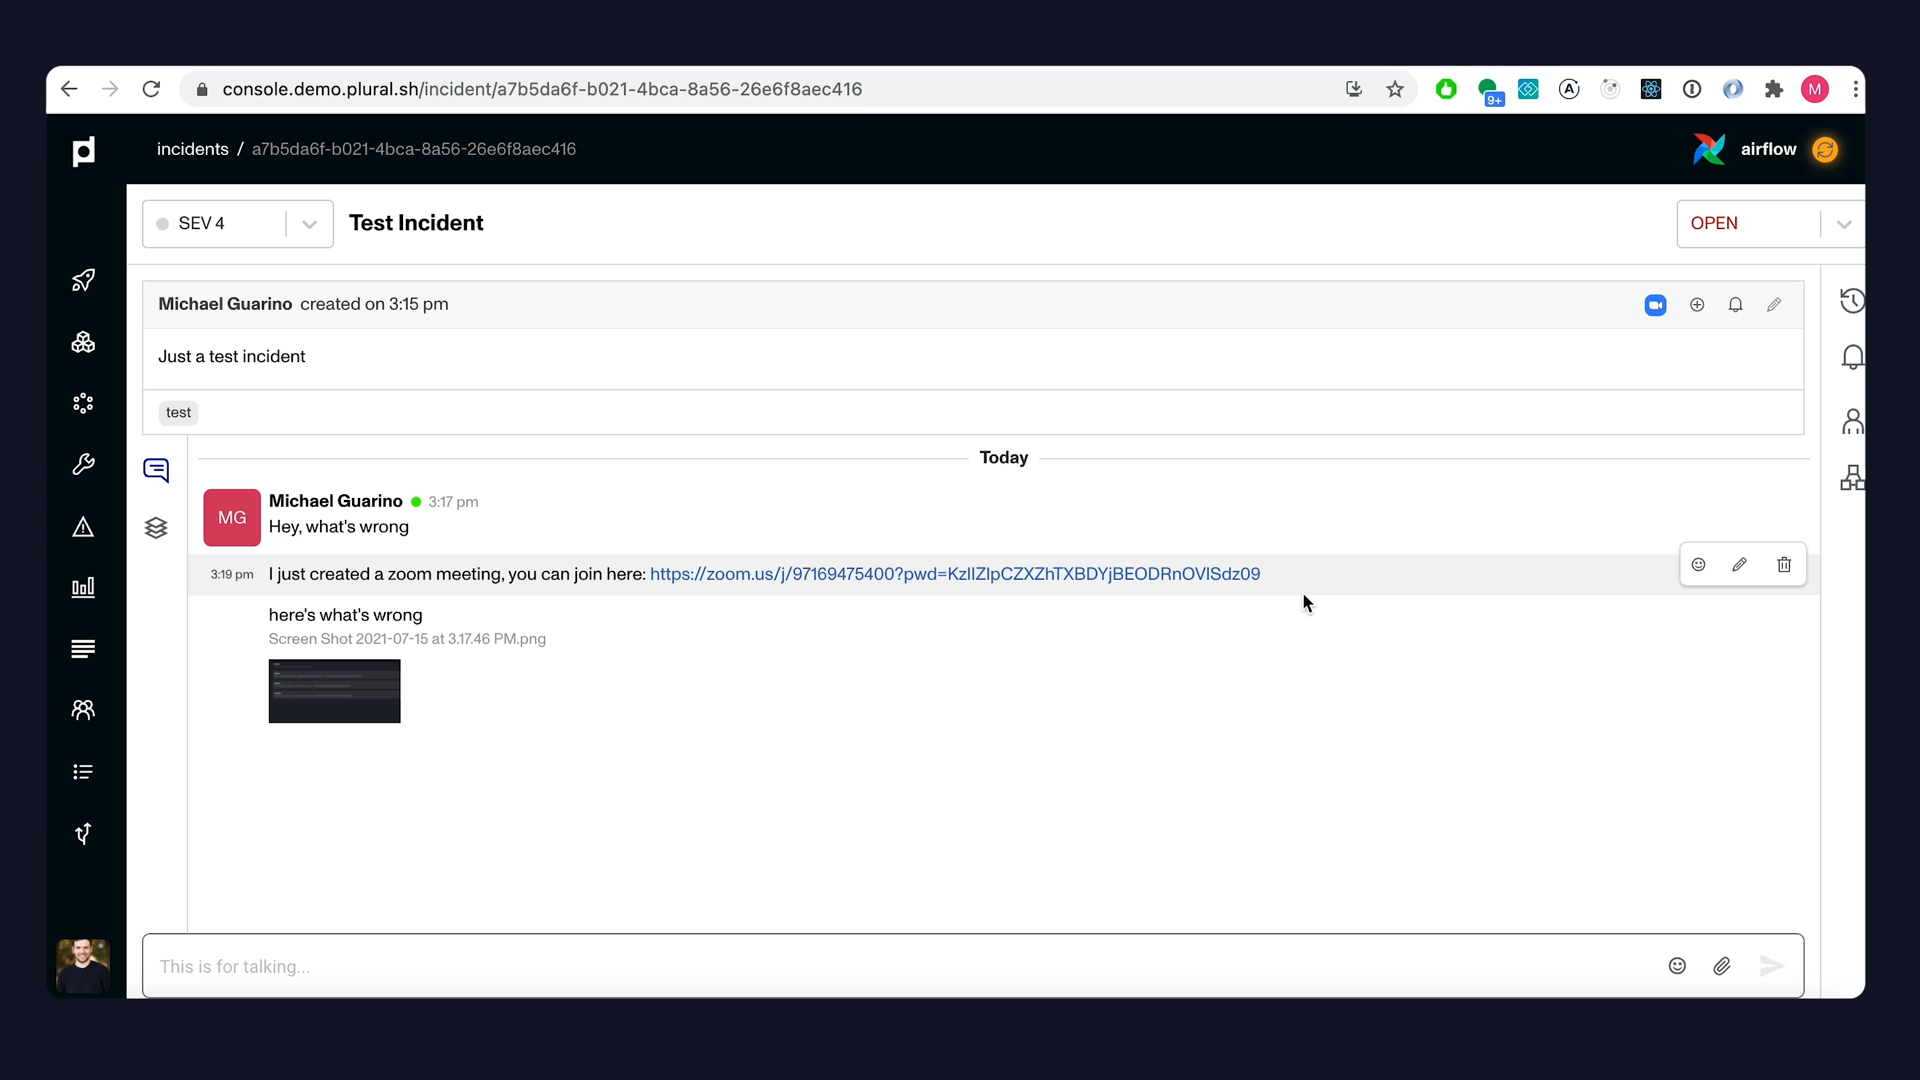 console.demo.plural.sh/incident/a7b5da6f-b021-4bca-8a56-26e6f8aec416
9+
M
incidents / a7b5da6f-b021-4bca-8a56-26e6f8aec416
airflow
SEV 4
Test Incident
OPEN
Michael Guarino created on 3:15 pm
Just a test incident
test
Today
MG
Michael Guarino 3:17 pm
Hey, what's wrong
3:19 pm I just created a zoom meeting, you can join here: https://zoom.us/j/97169475400?pwd=KzlIZlpCZXZhTXBDYjBEODRnOVlSdz09
here's what's wrong
Screen Shot 2021-07-15 at 3.17.46 PM.png
This is for talking...